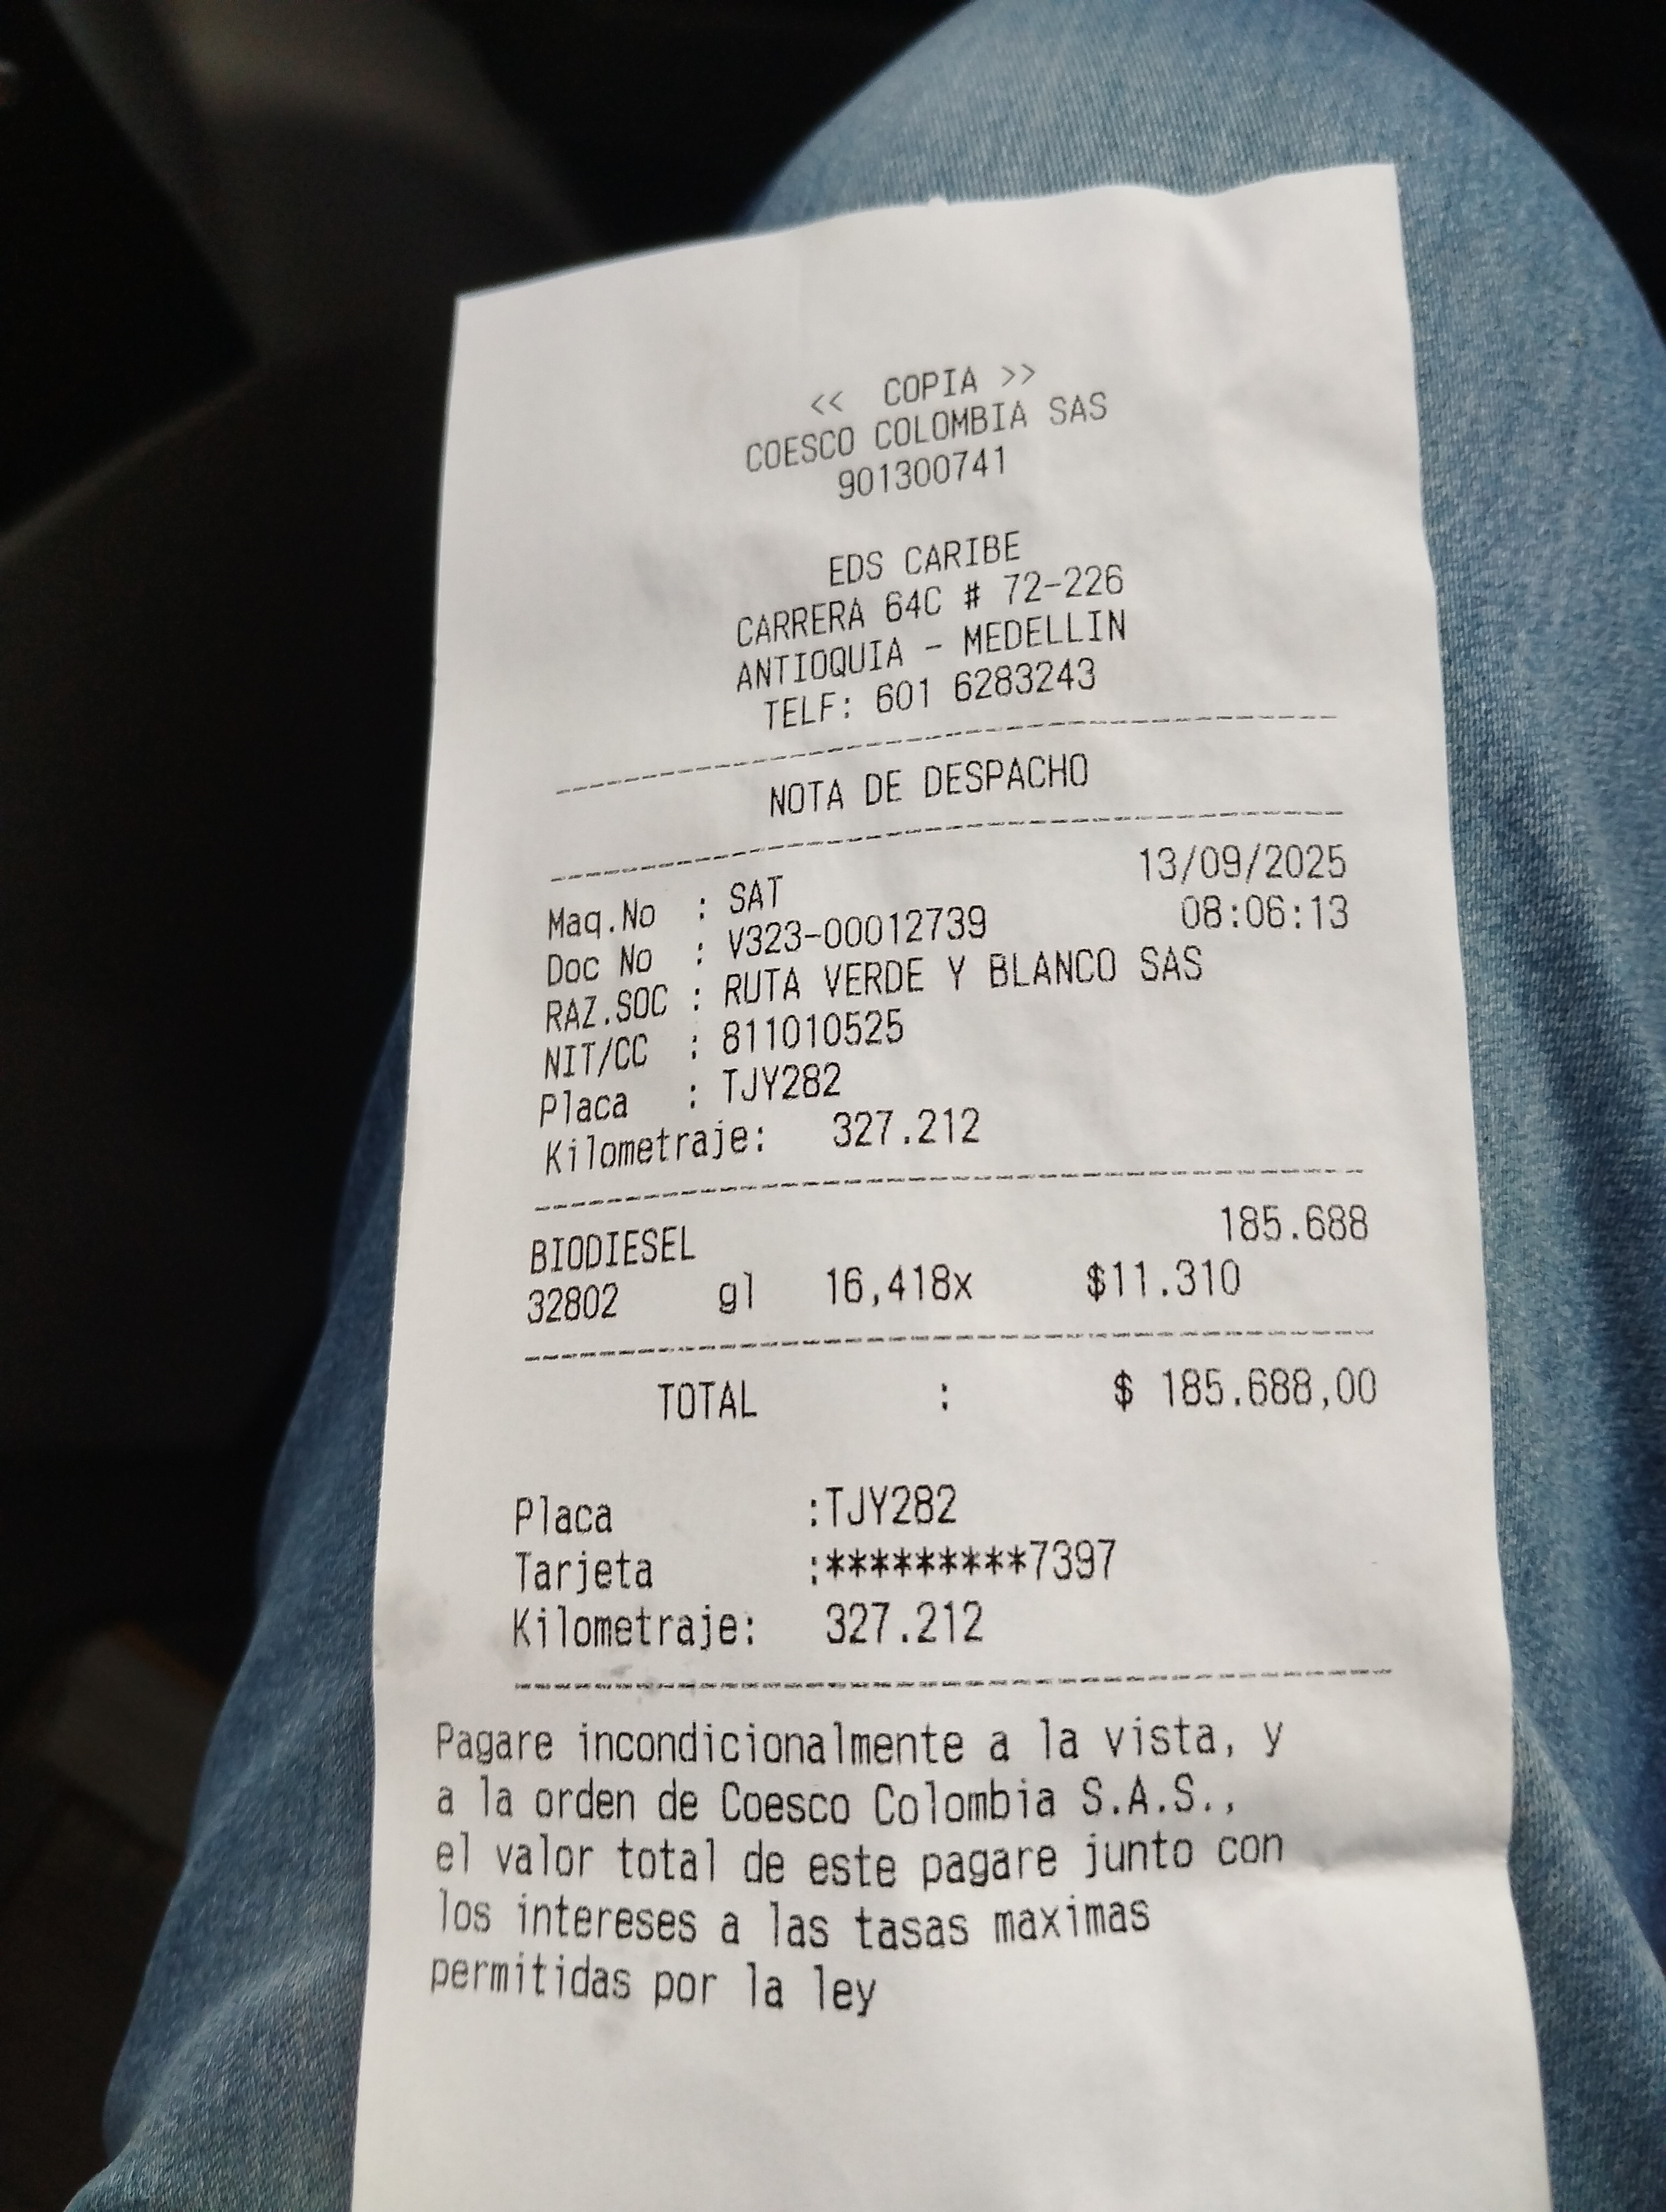 << COPIA >>
COESCO COLOMBIA SAS
901300741
EDS CARIBE
CARRERA 64C # 72-226
ANTIOQUIA - MEDELLIN
TELF: 601 6283243
NOTA DE DESPACHO
Maq.No : SAT 13/09/2025
Doc No : V323-00012739 08:06:13
RAZ.SOC : RUTA VERDE Y BLANCO SAS
NIT/CC : 811010525
Placa : TJY282
Kilometraje: 327.212
BIODIESEL 185.688
32802 gl 16,418x $11.310
TOTAL : $ 185.688,00
Placa :TJY282
Tarjeta :*********7397
Kilometraje: 327.212
Pagare incondicionalmente a la vista, y
a la orden de Coesco Colombia S.A.S.,
el valor total de este pagare junto con
los intereses a las tasas maximas
permitidas por la ley